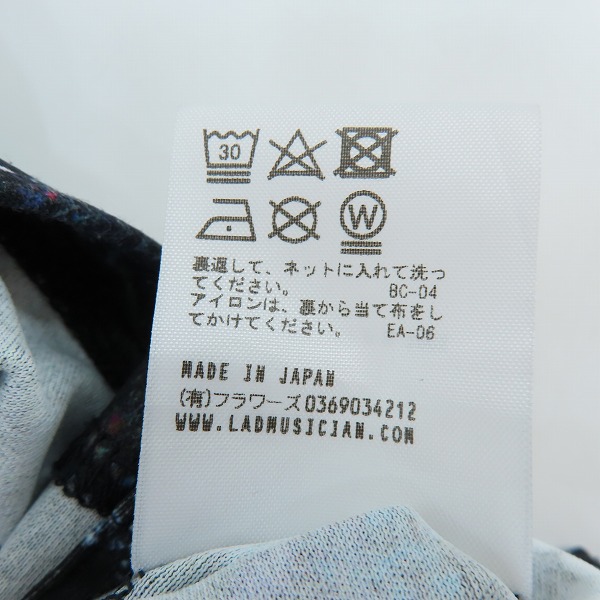 30
W
裏返して、ネットに入れて洗っ
てください。 BC-04
アイロンは、裏から当て布をし
てかけてください。 EA-06
MADE IN JAPAN
(有)フラワーズ0369034212
WWW.LADMUSICIAN.COM